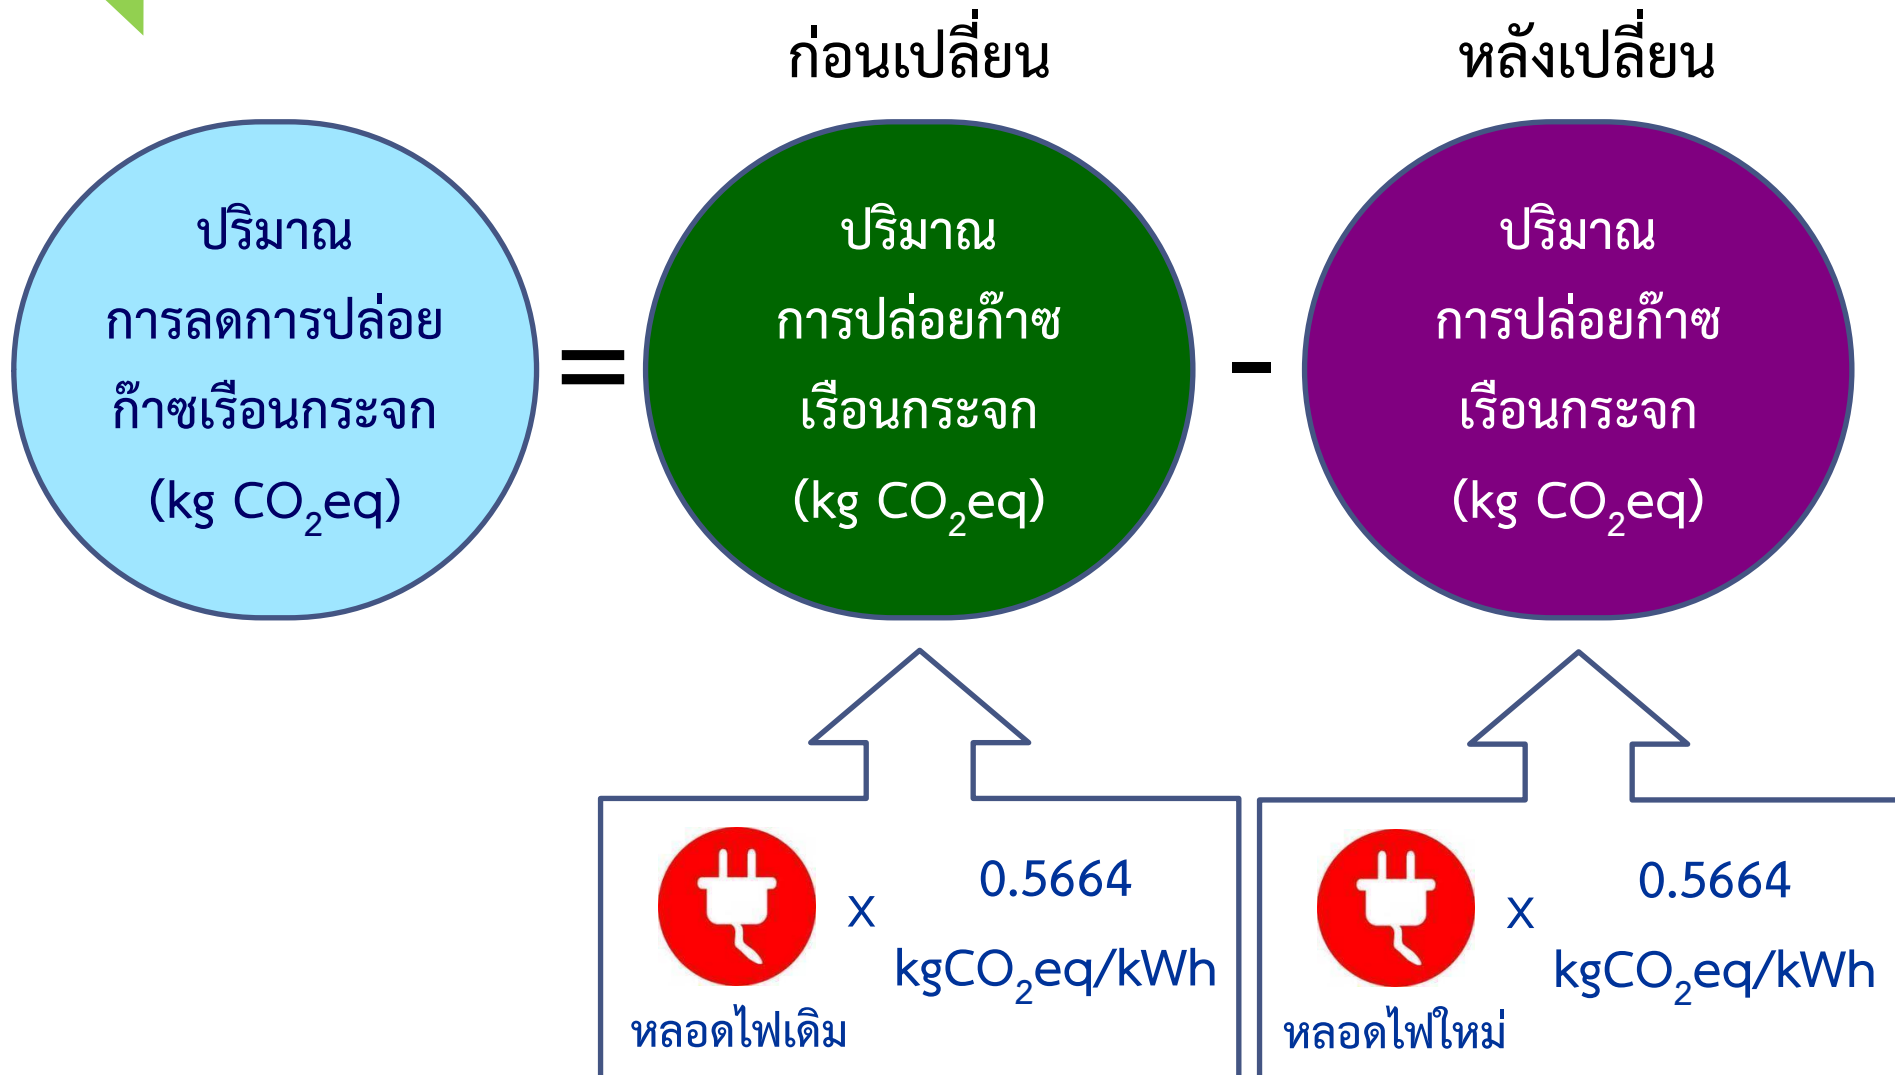 ก่อนเปลี่ยน
หลังเปลี่ยน
ปริมาณ
การลดการปล่อย
ก๊าซเรือนกระจก
(kg CO₂eq)
=
ปริมาณ
การปล่อยก๊าซ
เรือนกระจก
(kg CO₂eq)
-
ปริมาณ
การปล่อยก๊าซ
เรือนกระจก
(kg CO₂eq)
x
0.5664
kgCO₂eq/kWh
หลอดไฟเดิม
x
0.5664
kgCO₂eq/kWh
หลอดไฟใหม่